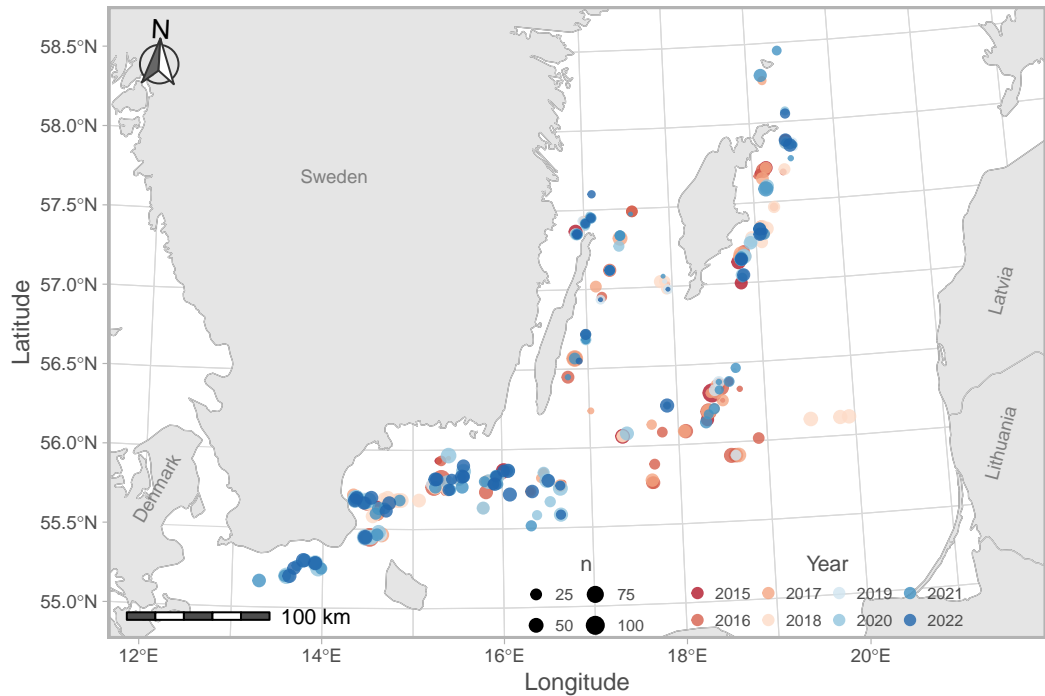 N
58.5°N
58.0°N
57.5°N
57.0°N
56.5°N
56.0°N
55.5°N
55.0°N
Latitude
Sweden
Latvia
Lithuania
Denmark
n Year
25 75 2015 2017 2019 2021
50 100 2016 2018 2020 2022
100 km
12°E 14°E 16°E 18°E 20°E
Longitude